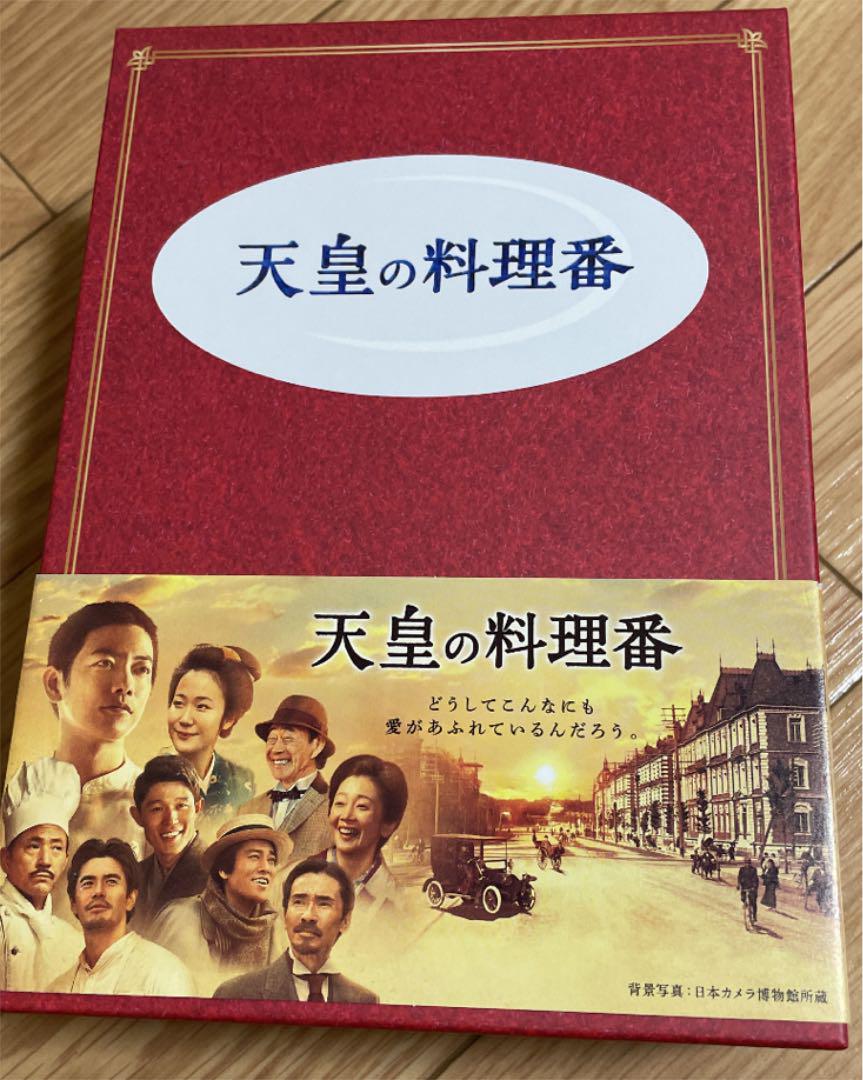 天皇の料理番
天皇の料理番
どうしてこんなにも
愛があふれているんだろう。
背景写真：日本カメラ博物館所蔵